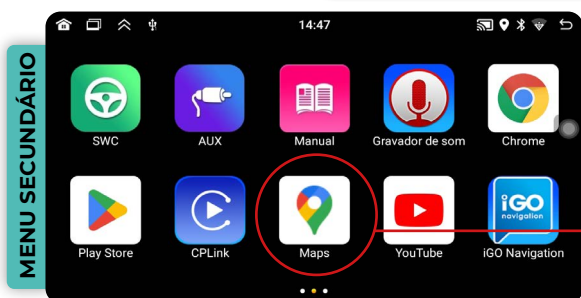 MENU SECUNDÁRIO
14:47
SWC
AUX
Manual
Gravador de som
Chrome
iGO
navigation
Play Store
CPLink
Maps
YouTube
iGO Navigation